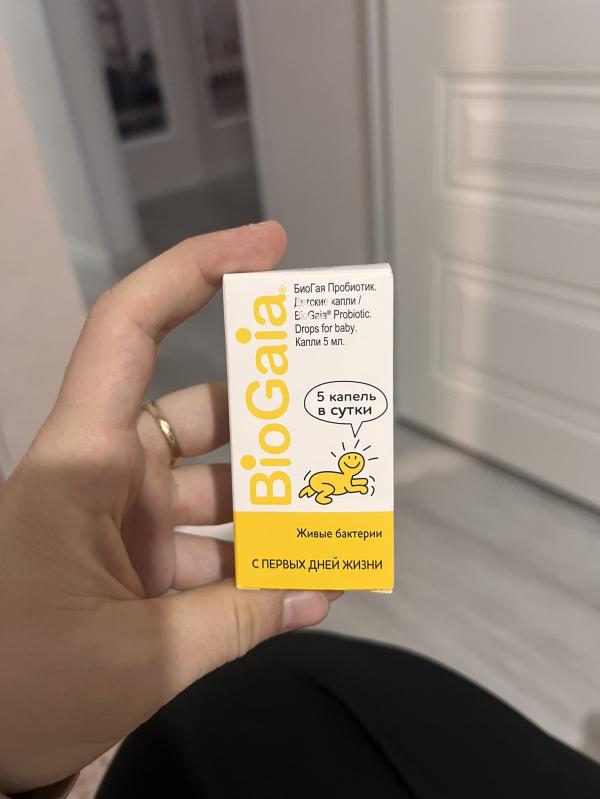 BioGaia®
БиоГая Пробиотик.
Детские капли /
BioGaia® Probiotic.
Drops for baby.
Капли 5 мл.
5 капель
в сутки
Живые бактерии
С ПЕРВЫХ ДНЕЙ ЖИЗНИ